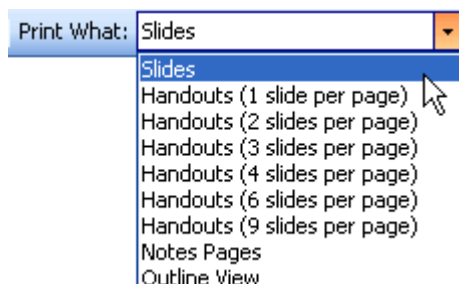 Print What: Slides
Slides
Handouts (1 slide per page)
Handouts (2 slides per page)
Handouts (3 slides per page)
Handouts (4 slides per page)
Handouts (6 slides per page)
Handouts (9 slides per page)
Notes Pages
Outline View